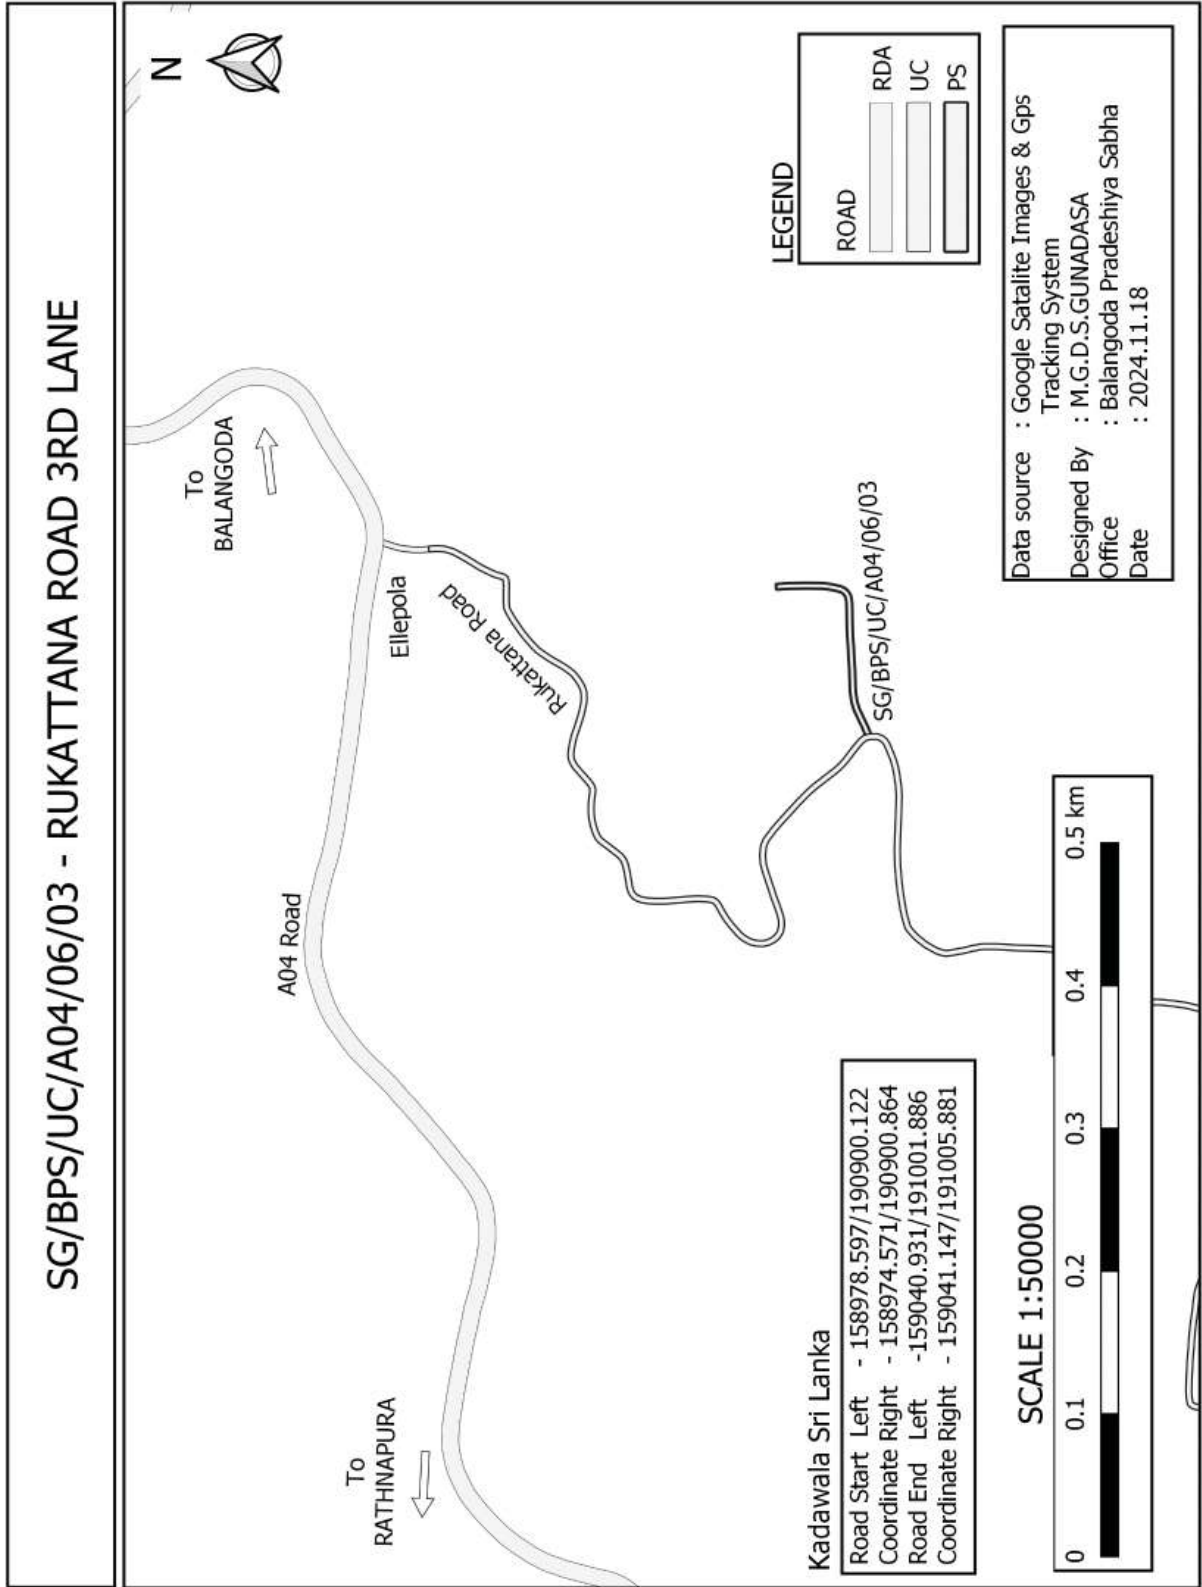 SG/BPS/UC/A04/06/03 - RUKATTANA ROAD 3RD LANE
N
To
BALANGODA
A04 Road
Ellepola
To
RATHNAPURA
Rukattana Road
SG/BPS/UC/A04/06/03
LEGEND
ROAD
RDA
UC
PS
Kadawala Sri Lanka
Road Start Left - 158978.597/190900.122
Coordinate Right - 158974.571/190900.864
Road End Left -159040.931/191001.886
Coordinate Right - 159041.147/191005.881
SCALE 1:50000
0 0.1 0.2 0.3 0.4 0.5 km
Data source : Google Satalite Images & Gps
Tracking System
Designed By : M.G.D.S.GUNADASA
Office : Balangoda Pradeshiya Sabha
Date : 2024.11.18